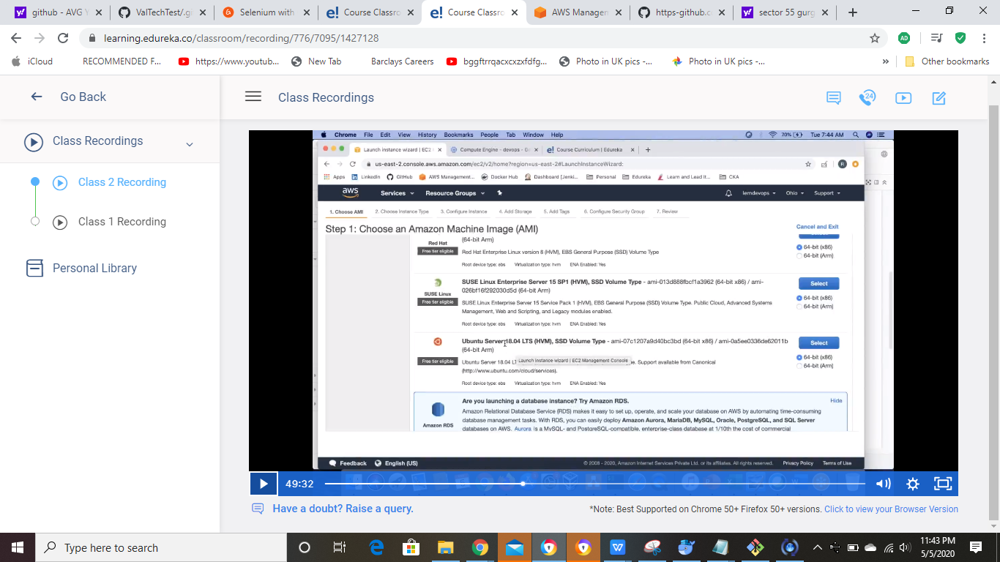 github - AVG Y
ValTechTest/.gi
Selenium with
Course Classro
Course Classro
AWS Managem
https-github.co
sector 55 gurg
learning.edureka.co/classroom/recording/776/7095/1427128
iCloud
RECOMMENDED F...
https://www.youtub...
New Tab
Barclays Careers
bggftrrqacxcxzxfdfg...
Photo in UK pics -...
Photo in UK pics -...
Other bookmarks
Go Back
Class Recordings
Class Recordings
Class 2 Recording
Class 1 Recording
Personal Library
Chrome File Edit View History Bookmarks People Tab Window Help
70%
Tue 7:44 AM
Launch instance wizard | EC2
Compute Engine - devops - G
Course Curriculum | Edureka
us-east-2.console.aws.amazon.com/ec2/v2/home?region=us-east-2#LaunchInstanceWizard:
Apps LinkedIn GitHub AWS Management... Docker Hub Dashboard [Jenki... Personal Edureka Learn and Lead It... CKA
aws Services Resource Groups lerndevops Ohio Support
1. Choose AMI 2. Choose Instance Type 3. Configure Instance 4. Add Storage 5. Add Tags 6. Configure Security Group 7. Review
Step 1: Choose an Amazon Machine Image (AMI)
Cancel and Exit
Red Hat
Free tier eligible
(64-bit Arm)
Red Hat Enterprise Linux version 8 (HVM), EBS General Purpose (SSD) Volume Type
Root device type: ebs Virtualization type: hvm ENA Enabled: Yes
64-bit (x86)
64-bit (Arm)
SUSE Linux
Free tier eligible
SUSE Linux Enterprise Server 15 SP1 (HVM), SSD Volume Type - ami-013d888fbcf1a3962 (64-bit x86) / ami-
026bf16f292030d5d (64-bit Arm)
SUSE Linux Enterprise Server 15 Service Pack 1 (HVM), EBS General Purpose (SSD) Volume Type. Public Cloud, Advanced Systems
Management, Web and Scripting, and Legacy modules enabled.
Root device type: ebs Virtualization type: hvm ENA Enabled: Yes
Select
64-bit (x86)
64-bit (Arm)
Free tier eligible
Ubuntu Server 18.04 LTS (HVM), SSD Volume Type - ami-07c1207a9d40bc3bd (64-bit x86) / ami-0a5ee0336de62011b
(64-bit Arm)
Ubuntu Server 18.04 LT
Launch instance wizard | EC2 Management Console
e. Support available from Canonical
(http://www.ubuntu.com/cloud/services).
Root device type: ebs Virtualization type: hvm ENA Enabled: Yes
Select
64-bit (x86)
64-bit (Arm)
Amazon RDS
Are you launching a database instance? Try Amazon RDS.
Hide
Amazon Relational Database Service (RDS) makes it easy to set up, operate, and scale your database on AWS by automating time-consuming
database management tasks. With RDS, you can easily deploy Amazon Aurora, MariaDB, MySQL, Oracle, PostgreSQL, and SQL Server
databases on AWS. Aurora is a MySQL- and PostgreSQL-compatible, enterprise-class database at 1/10th the cost of commercial
Feedback English (US)
© 2008 - 2020, Amazon Internet Services Private Ltd. or its affiliates. All rights reserved. Privacy Policy Terms of Use
49:32
Have a doubt? Raise a query.
*Note: Best Supported on Chrome 50+ Firefox 50+ versions. Click to view your Browser Version
Type here to search
11:43 PM
5/5/2020